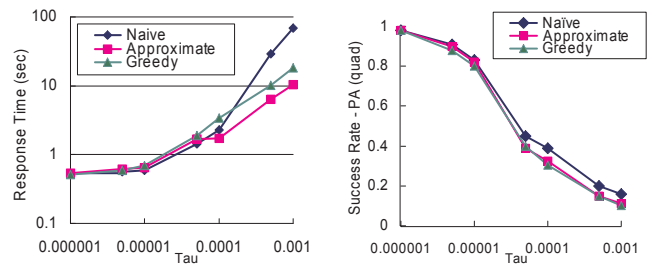 Naive
Approximate
Greedy
Response Time (sec)
100
10
1
0.1
0.000001
0.00001
0.0001
0.001
Tau
Naïve
Approximate
Greedy
Success Rate - PA (quad)
1
0.8
0.6
0.4
0.2
0
0.000001
0.00001
0.0001
0.001
Tau